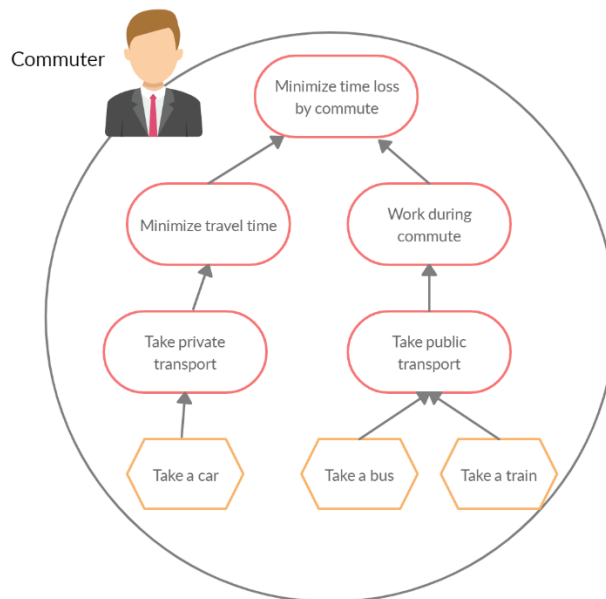 Commuter
Minimize time loss
by commute
Minimize travel time
Work during
commute
Take private
transport
Take public
transport
Take a car
Take a bus
Take a train